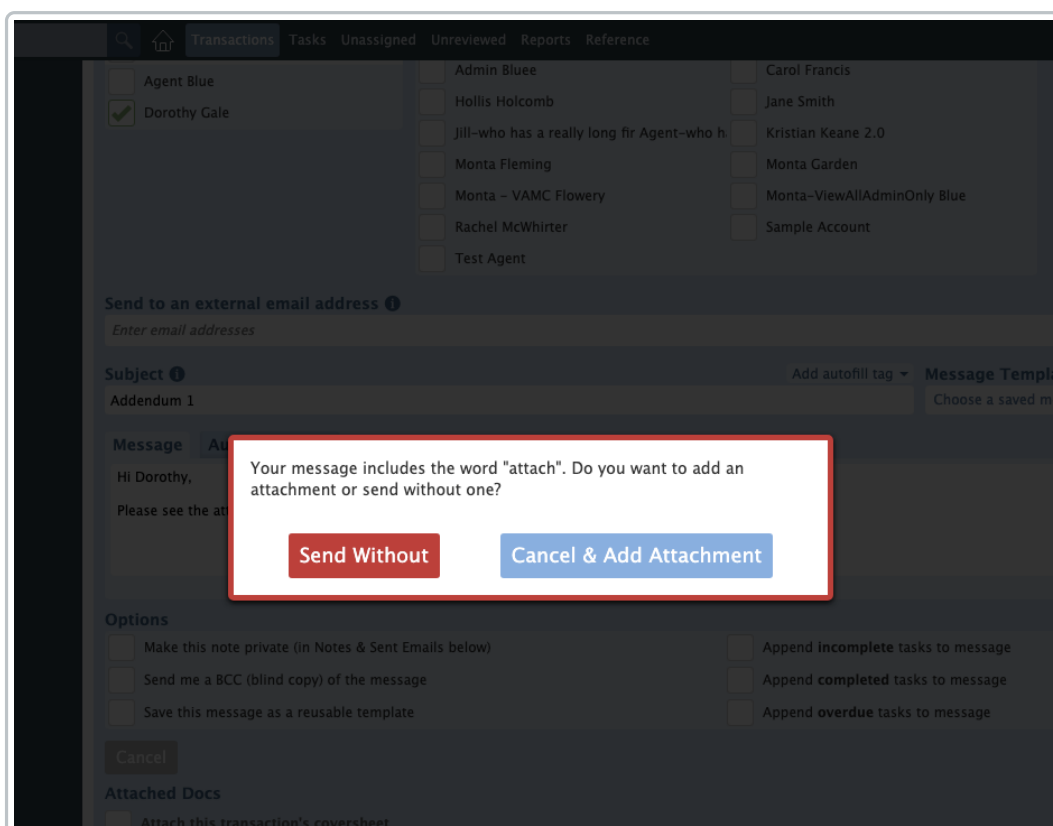 Transactions Tasks Unassigned Unreviewed Reports Reference
Agent Blue
Dorothy Gale
Admin Bluee
Carol Francis
Hollis Holcomb
Jane Smith
Jill-who has a really long fir Agent-who h
Kristian Keane 2.0
Monta Fleming
Monta Garden
Monta - VAMC Flowery
Monta-ViewAllAdminOnly Blue
Rachel McWhirter
Sample Account
Test Agent
Send to an external email address
Enter email addresses
Subject
Add autofill tag
Message Templa
Addendum 1
Choose a saved m
Message Au
Hi Dorothy,
Please see the at
Your message includes the word "attach". Do you want to add an
attachment or send without one?
Send Without
Cancel & Add Attachment
Options
Make this note private (in Notes & Sent Emails below)
Append incomplete tasks to message
Send me a BCC (blind copy) of the message
Append completed tasks to message
Save this message as a reusable template
Append overdue tasks to message
Cancel
Attached Docs
Attach this transaction's coversheet